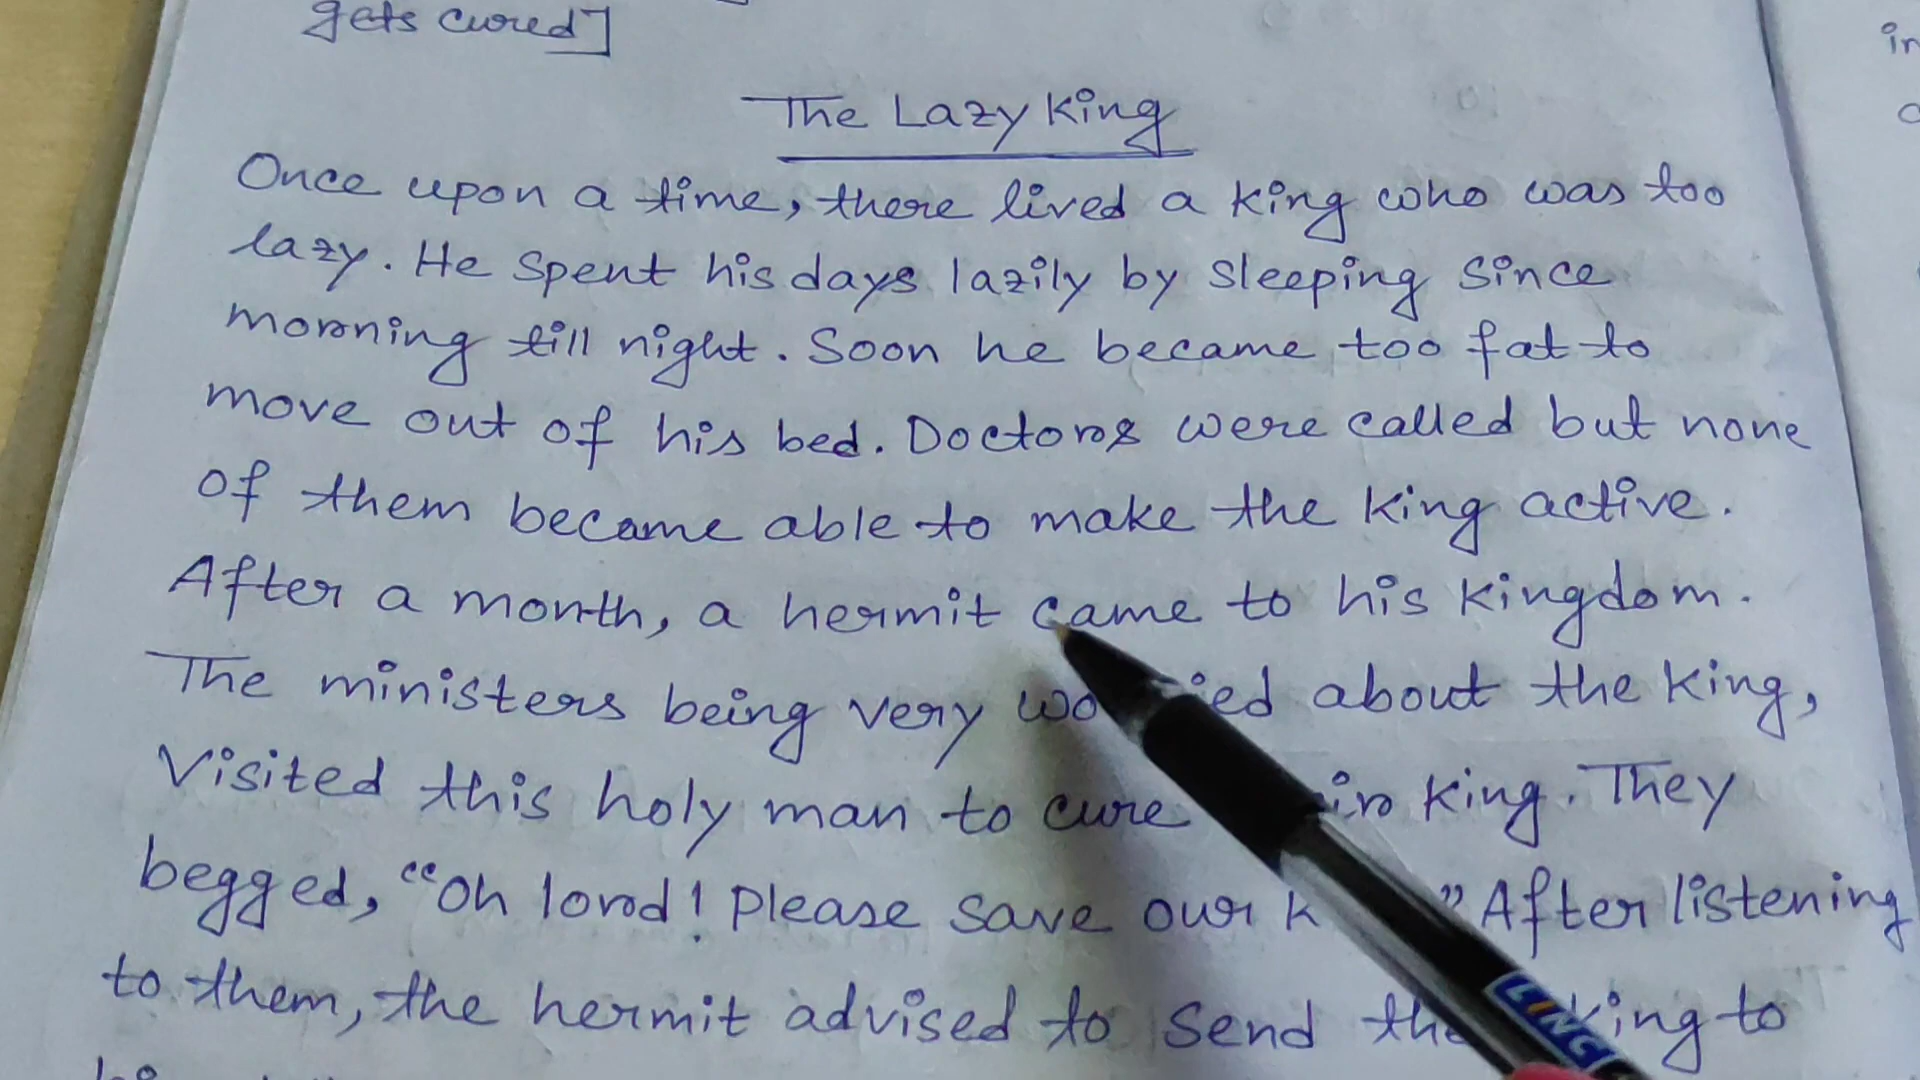 gets cured]
The Lazy King
Once upon a time, there lived a king who was too
lazy. He spent his days lazily by sleeping since
morning till night. Soon he became too fat to
move out of his bed. Doctors were called but none
of them became able to make the king active.
After a month, a hermit came to his kingdom.
The ministers being very worried about the king,
Visited this holy man to cure king. They
begged, "Oh lord! Please save our " After listening
to them, the hermit advised to send the king to
in
LINC